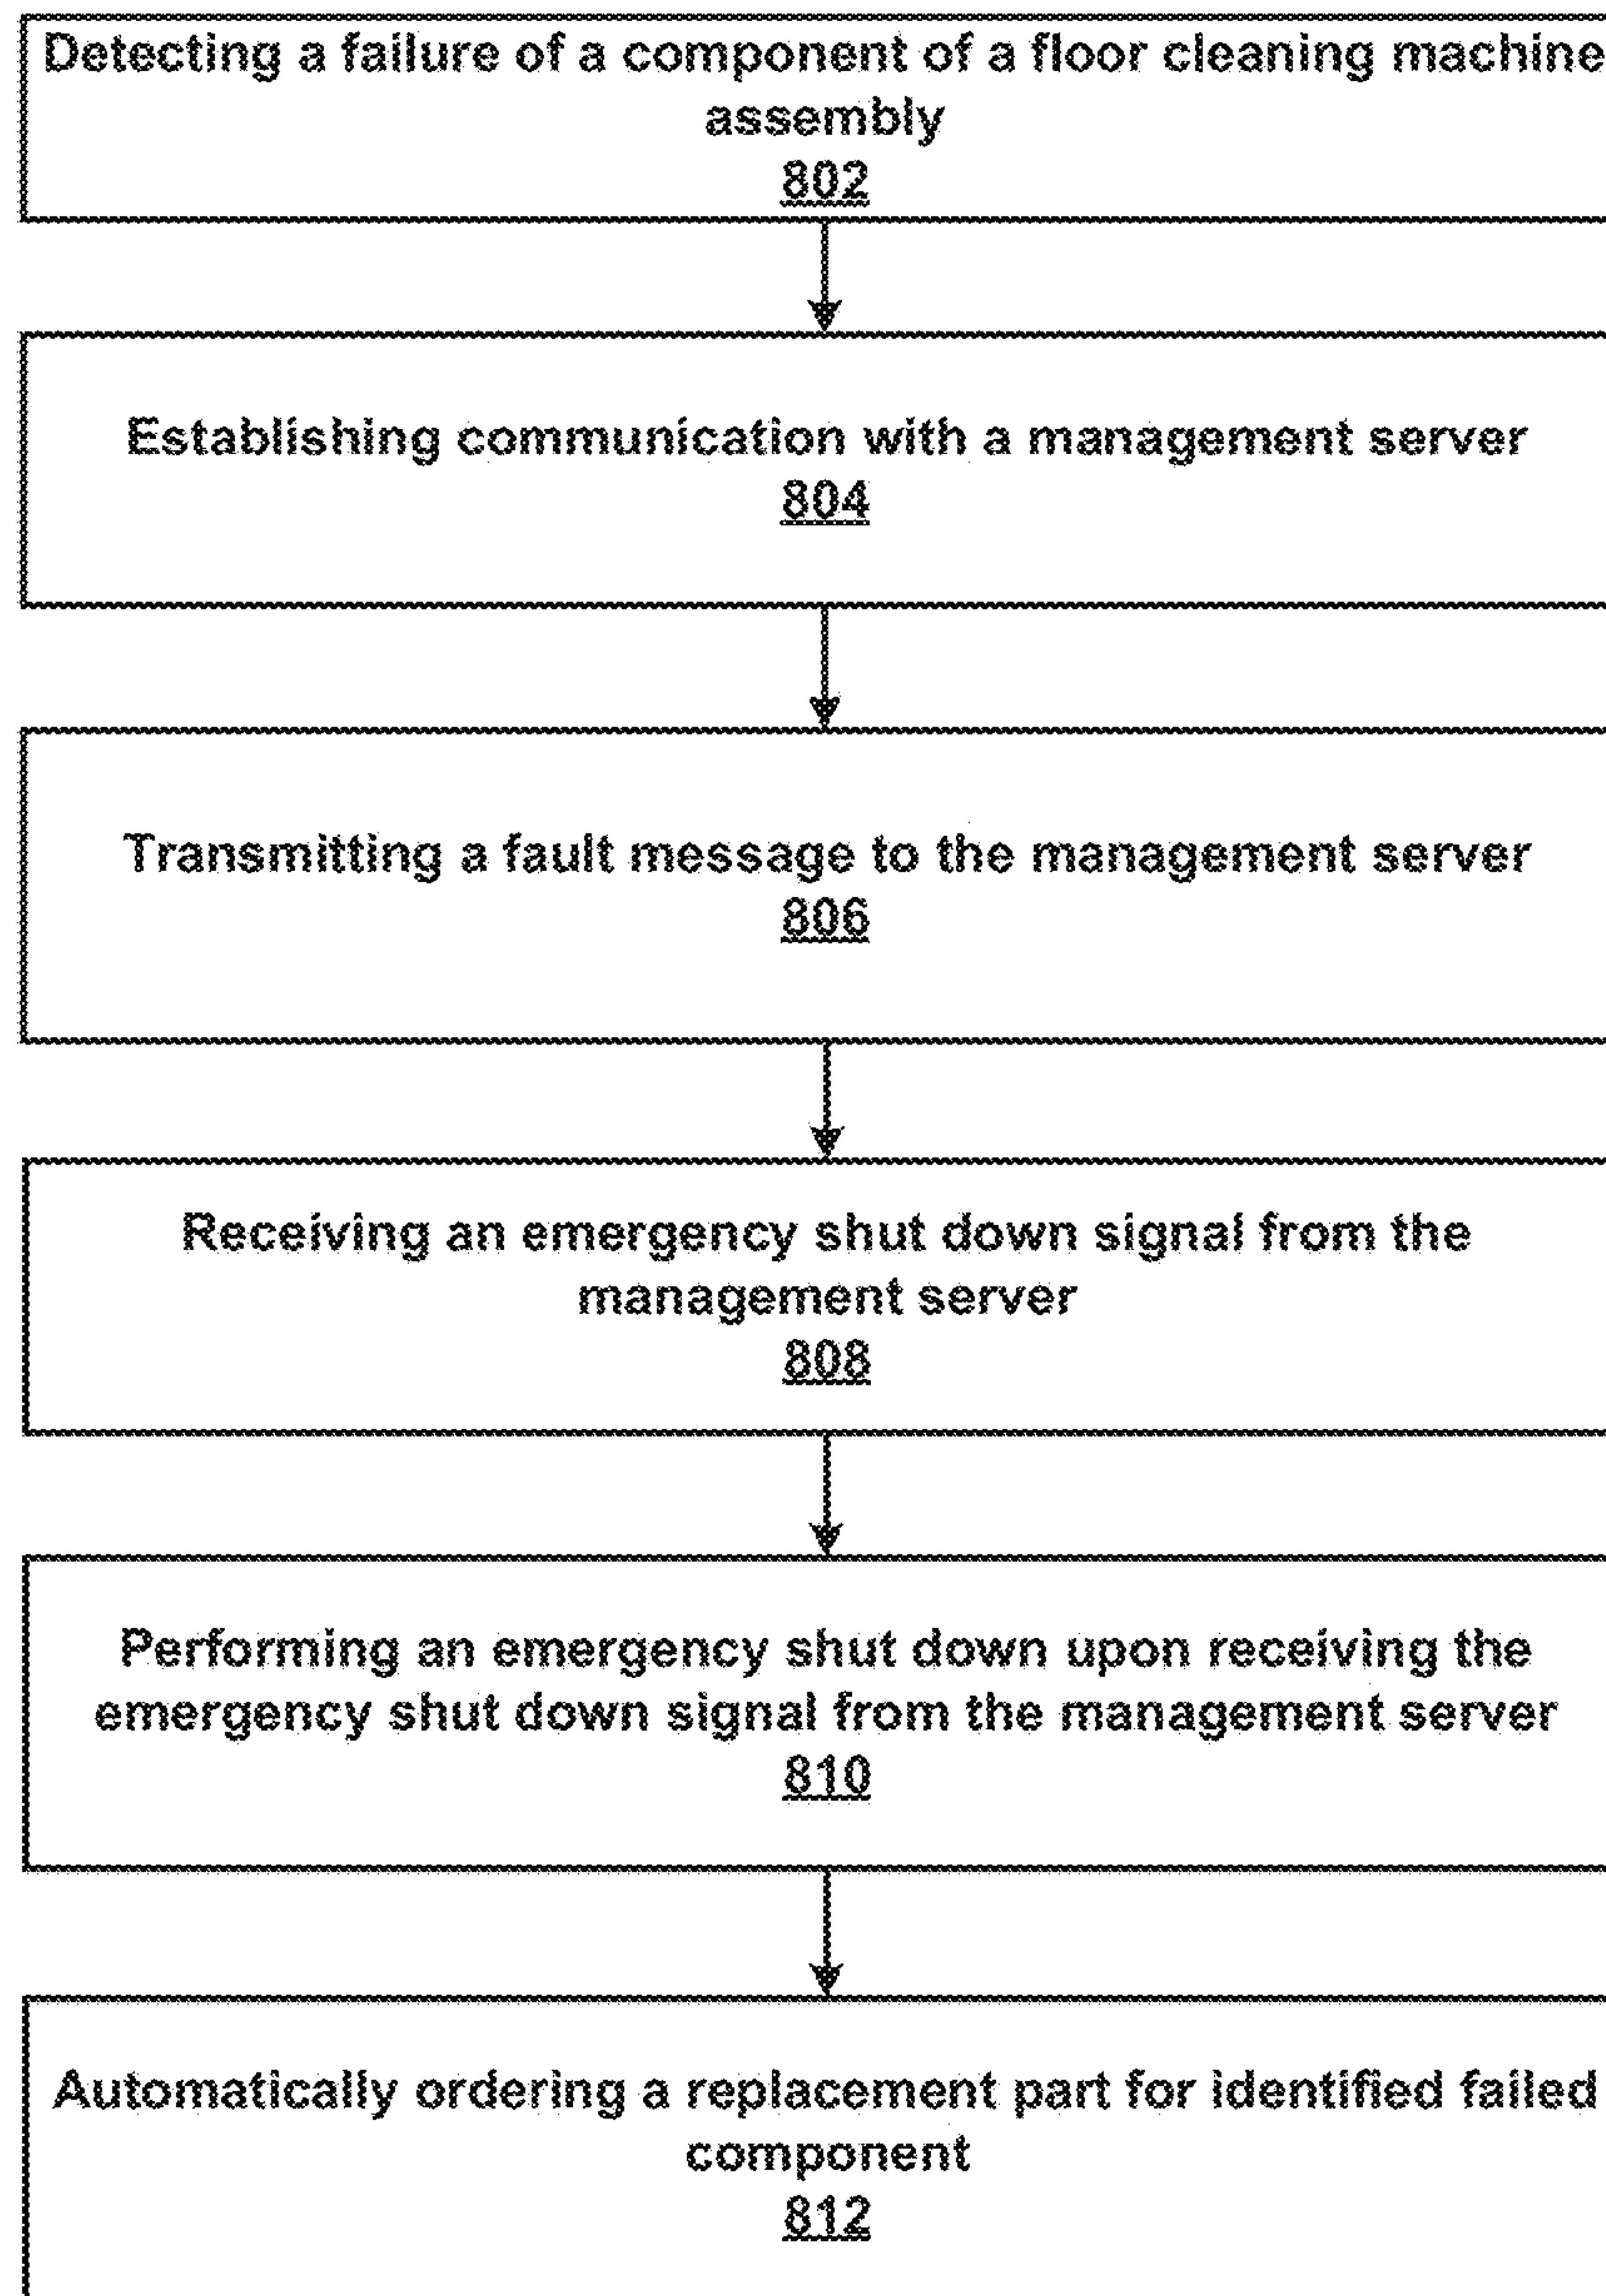 Detecting a failure of a component of a floor cleaning machine
assembly
802
Establishing communication with a management server
804
Transmitting a fault message to the management server
806
Receiving an emergency shut down signal from the
management server
808
Performing an emergency shut down upon receiving the
emergency shut down signal from the management server
810
Automatically ordering a replacement part for identified failed
component
812